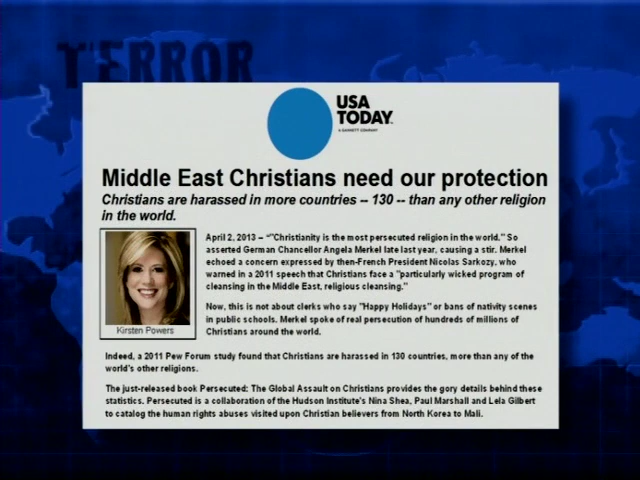 TERROR
USA
TODAY
A GANNETT COMPANY
Middle East Christians need our protection
Christians are harassed in more countries -- 130 -- than any other religion
in the world.
April 2, 2013 – “"Christianity is the most persecuted religion in the world." So
asserted German Chancellor Angela Merkel late last year, causing a stir. Merkel
echoed a concern expressed by then-French President Nicolas Sarkozy, who
warned in a 2011 speech that Christians face a "particularly wicked program of
cleansing in the Middle East, religious cleansing."
Kirsten Powers
Now, this is not about clerks who say "Happy Holidays" or bans of nativity scenes
in public schools. Merkel spoke of real persecution of hundreds of millions of
Christians around the world.
Indeed, a 2011 Pew Forum study found that Christians are harassed in 130 countries, more than any of the
world's other religions.
The just-released book Persecuted: The Global Assault on Christians provides the gory details behind these
statistics. Persecuted is a collaboration of the Hudson Institute's Nina Shea, Paul Marshall and Lela Gilbert
to catalog the human rights abuses visited upon Christian believers from North Korea to Mali.